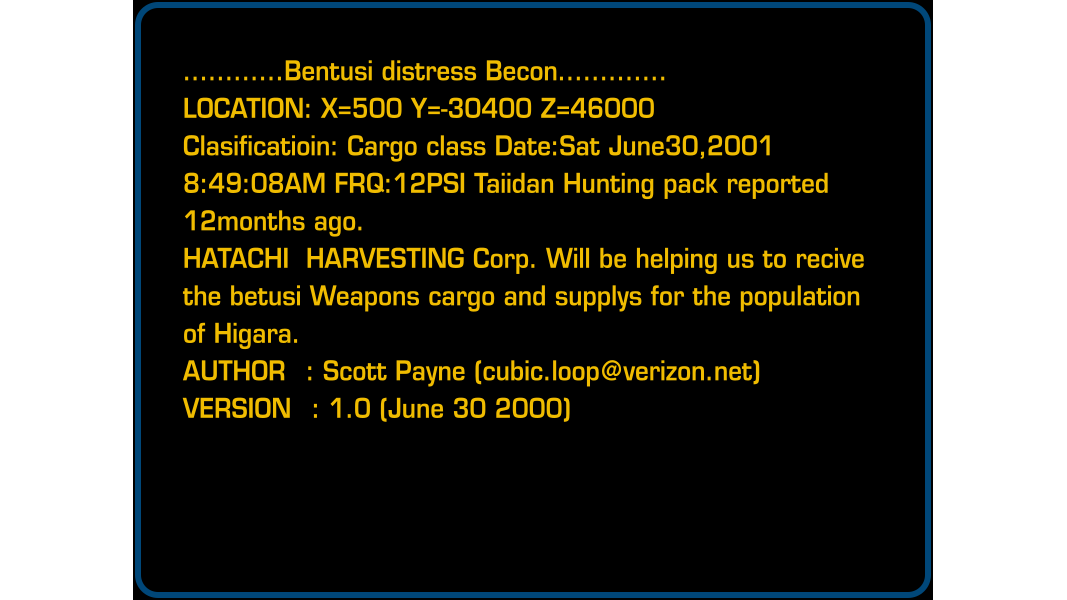 ............Bentusi distress Becon.............
LOCATION: X=500 Y=-30400 Z=46000
Clasificatioin: Cargo class Date:Sat June30,2001
8:49:08AM FRQ:12PSI Taiidan Hunting pack reported
12months ago.
HATACHI  HARVESTING Corp. Will be helping us to recive
the betusi Weapons cargo and supplys for the population
of Higara.
AUTHOR  : Scott Payne (cubic.loop@verizon.net)
VERSION  : 1.0 (June 30 2000)